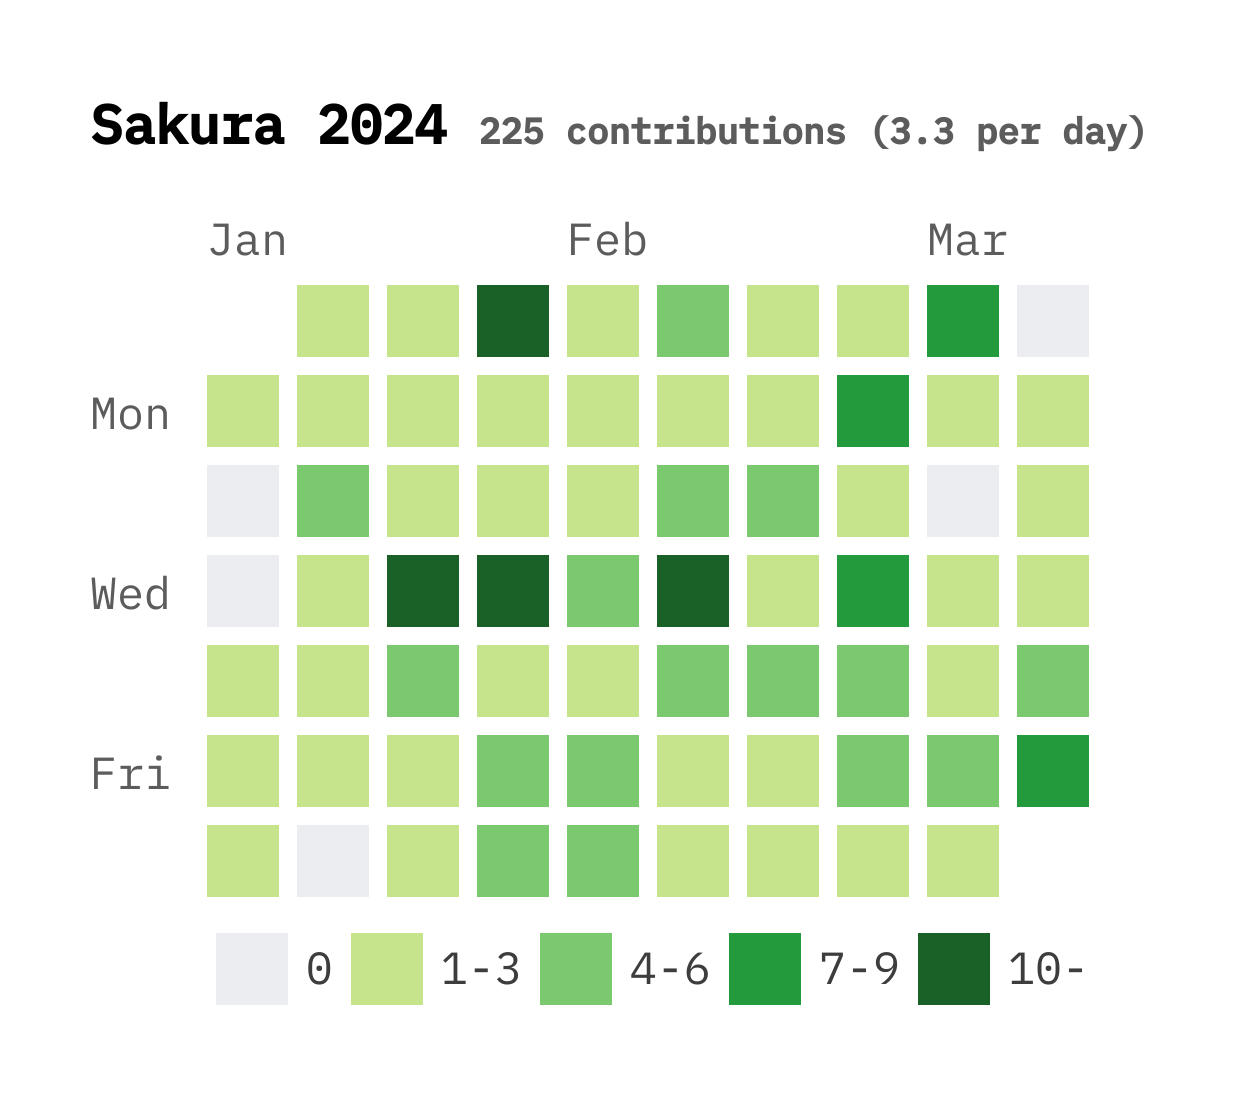 Sakura 2024 225 contributions (3.3 per day)
Jan Feb Mar
Mon
Wed
Fri
0 1-3 4-6 7-9 10-